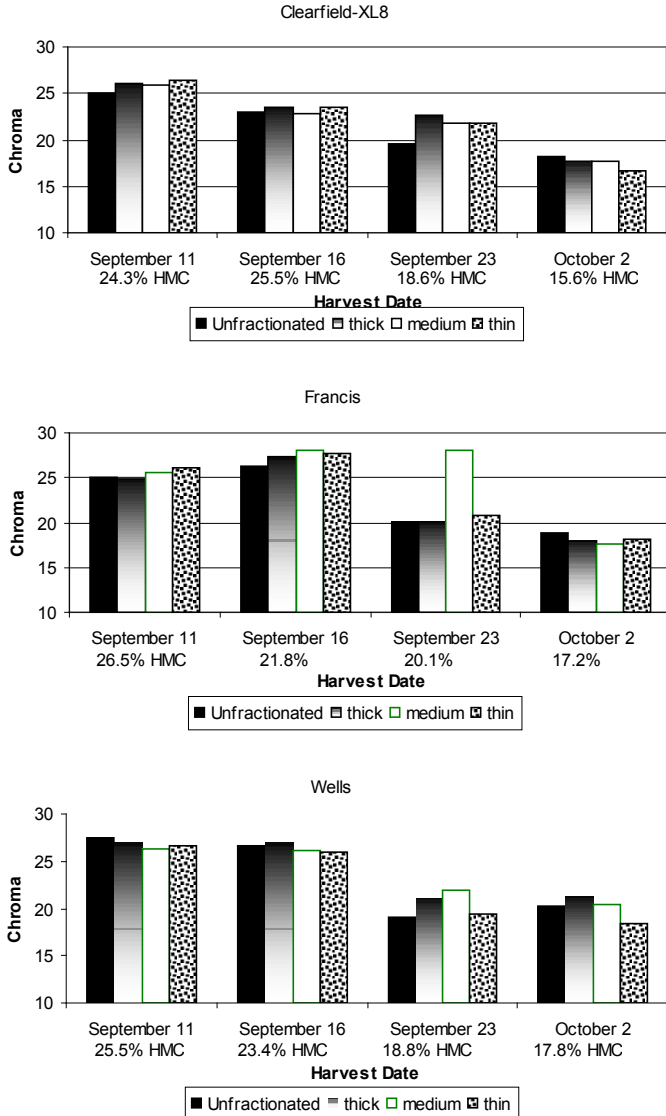 Clearfield-XL8
30
25
20
15
10
Chroma
September 11 September 16 September 23 October 2
24.3% HMC 25.5% HMC 18.6% HMC 15.6% HMC
Harvest Date
Unfractionated thick medium thin
Francis
30
25
20
15
10
Chroma
September 11 September 16 September 23 October 2
26.5% HMC 21.8% 20.1% 17.2%
Harvest Date
Unfractionated thick medium thin
Wells
30
25
20
15
10
Chroma
September 11 September 16 September 23 October 2
25.5% HMC 23.4% HMC 18.8% HMC 17.8% HMC
Harvest Date
Unfractionated thick medium thin